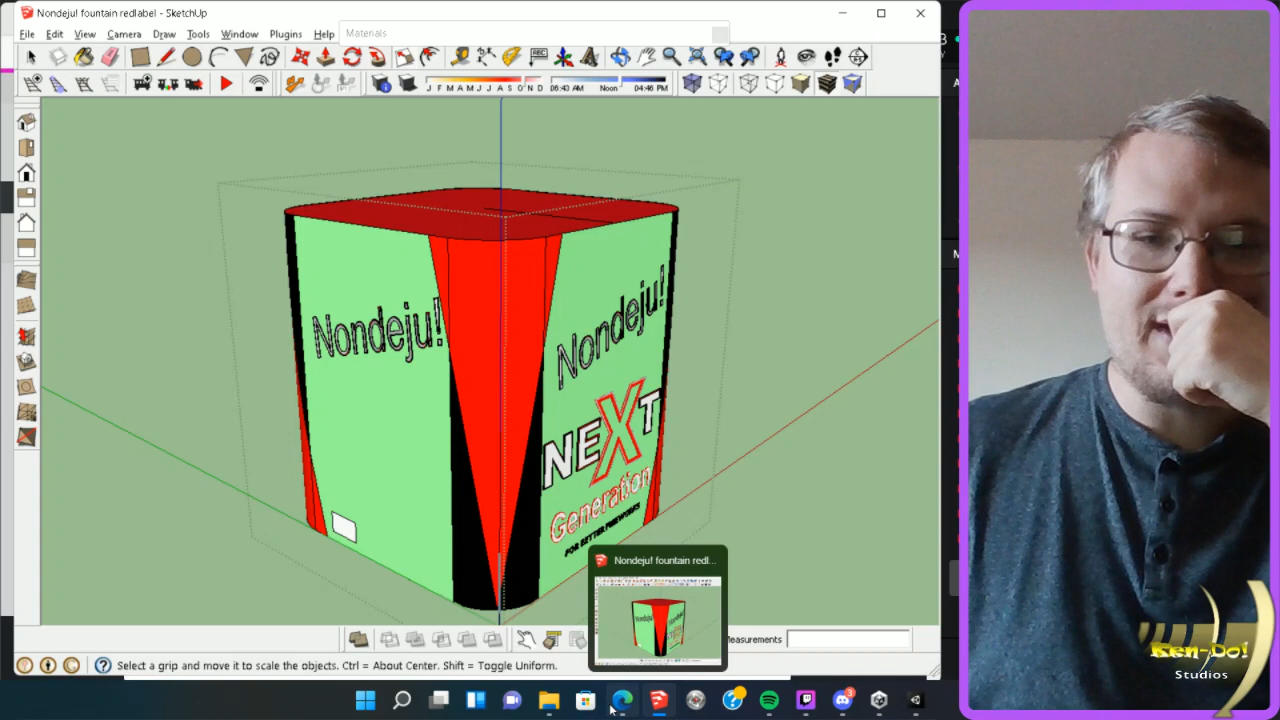 Nondeju! fountain redlabel - SketchUp
File Edit Camera Draw Tools Window Plugins Help
Materials
ABC
J F M A M J J A S O N D 06:43 AM Noon 04:46 PM
Nondeju!
Nondeju!
NEXT
Generation
FOR BETTER FIREWORKS
Nondeju! fountain redl...
Measurements
Select a grip and move it to scale the objects. Ctrl = About Center. Shift = Toggle Uniform.
3
Ken-Do!
Studios